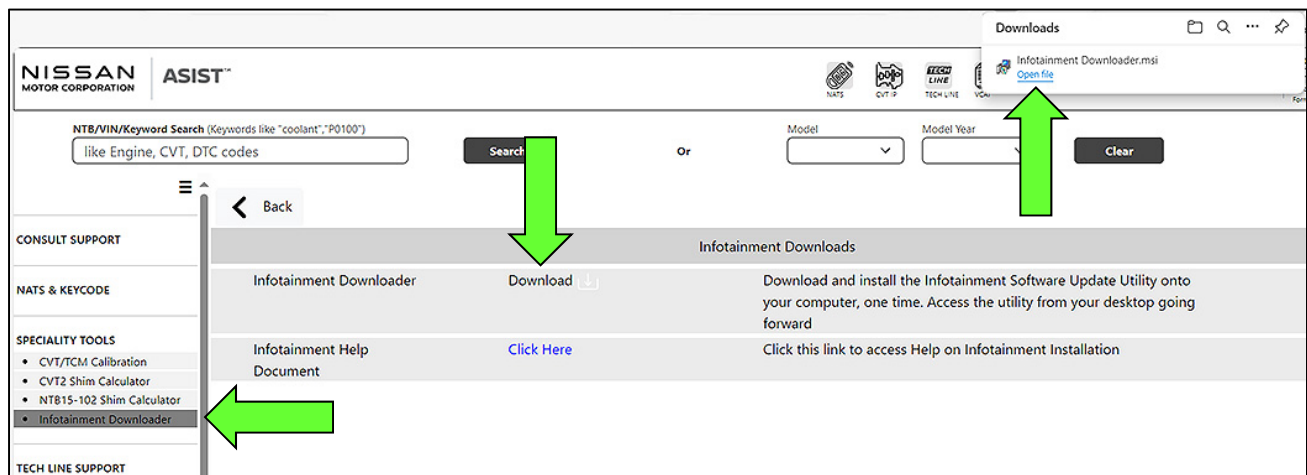 Downloads
Infotainment Downloader.msi
Open file
NISSAN
MOTOR CORPORATION
ASIST™
NATS
CVT IP
TECH LINE
TECH LINE
NTB/VIN/Keyword Search (Keywords like "coolant","P0100")
like Engine, CVT, DTC codes
Search
Or
Model
Model Year
Clear
Back
CONSULT SUPPORT
NATS & KEYCODE
SPECIALITY TOOLS
• CVT/TCM Calibration
• CVT2 Shim Calculator
• NTB15-102 Shim Calculator
• Infotainment Downloader
TECH LINE SUPPORT
Infotainment Downloads
Infotainment Downloader
Download
Download and install the Infotainment Software Update Utility onto
your computer, one time. Access the utility from your desktop going
forward
Infotainment Help
Document
Click Here
Click this link to access Help on Infotainment Installation